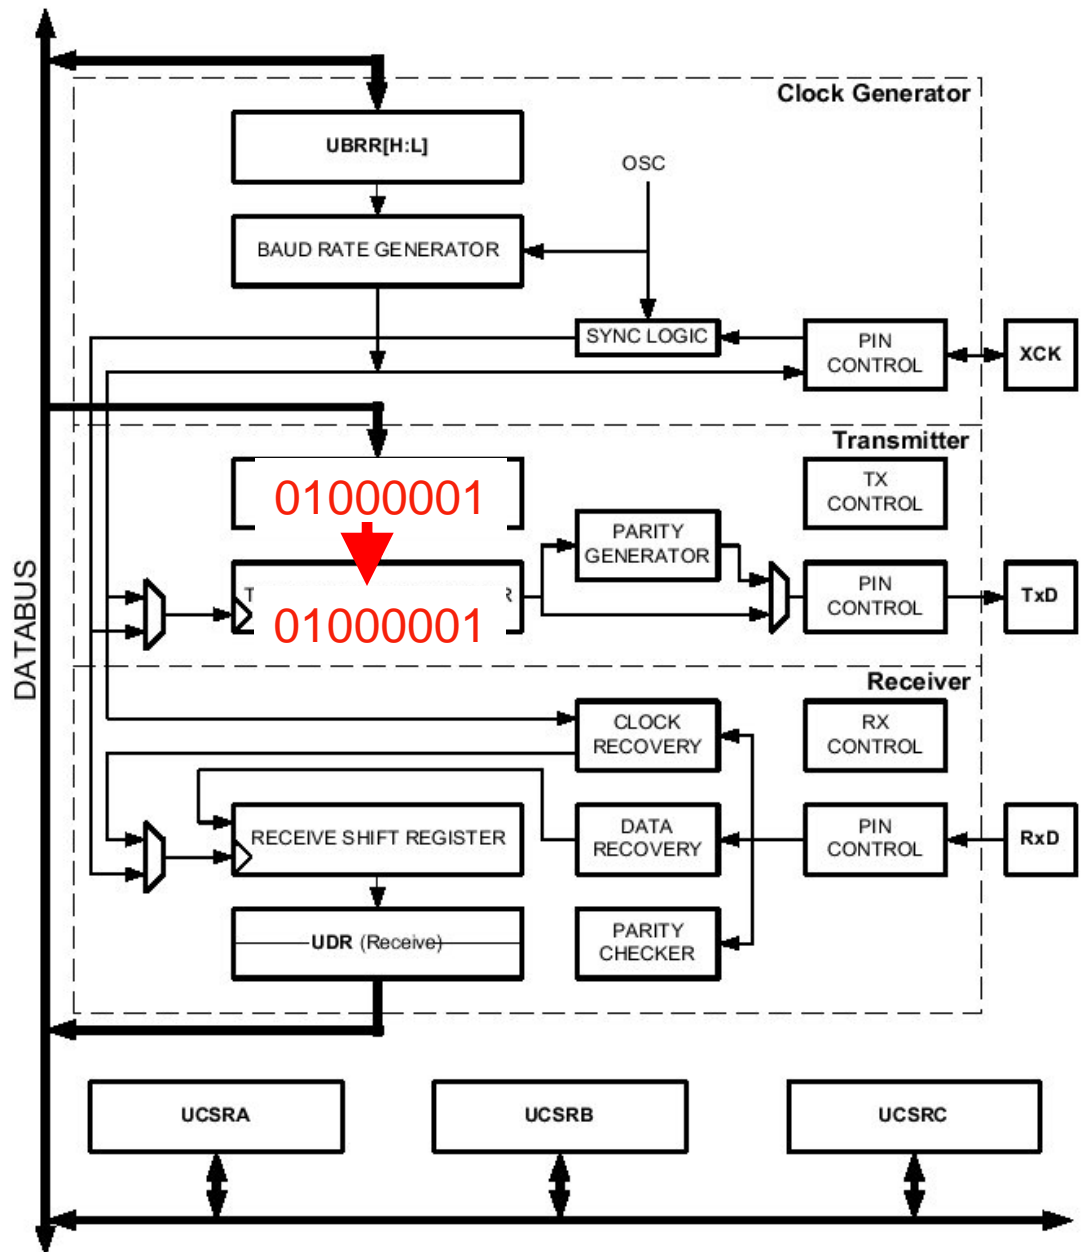 Clock Generator
UBRR[H:L]
OSC
BAUD RATE GENERATOR
SYNC LOGIC
PIN
CONTROL
XCK
Transmitter
01000001
TX
CONTROL
PARITY
GENERATOR
T
R
01000001
PIN
CONTROL
TxD
DATABUS
Receiver
CLOCK
RECOVERY
RX
CONTROL
RECEIVE SHIFT REGISTER
DATA
RECOVERY
PIN
CONTROL
RxD
UDR (Receive)
PARITY
CHECKER
UCSRA
UCSRB
UCSRC